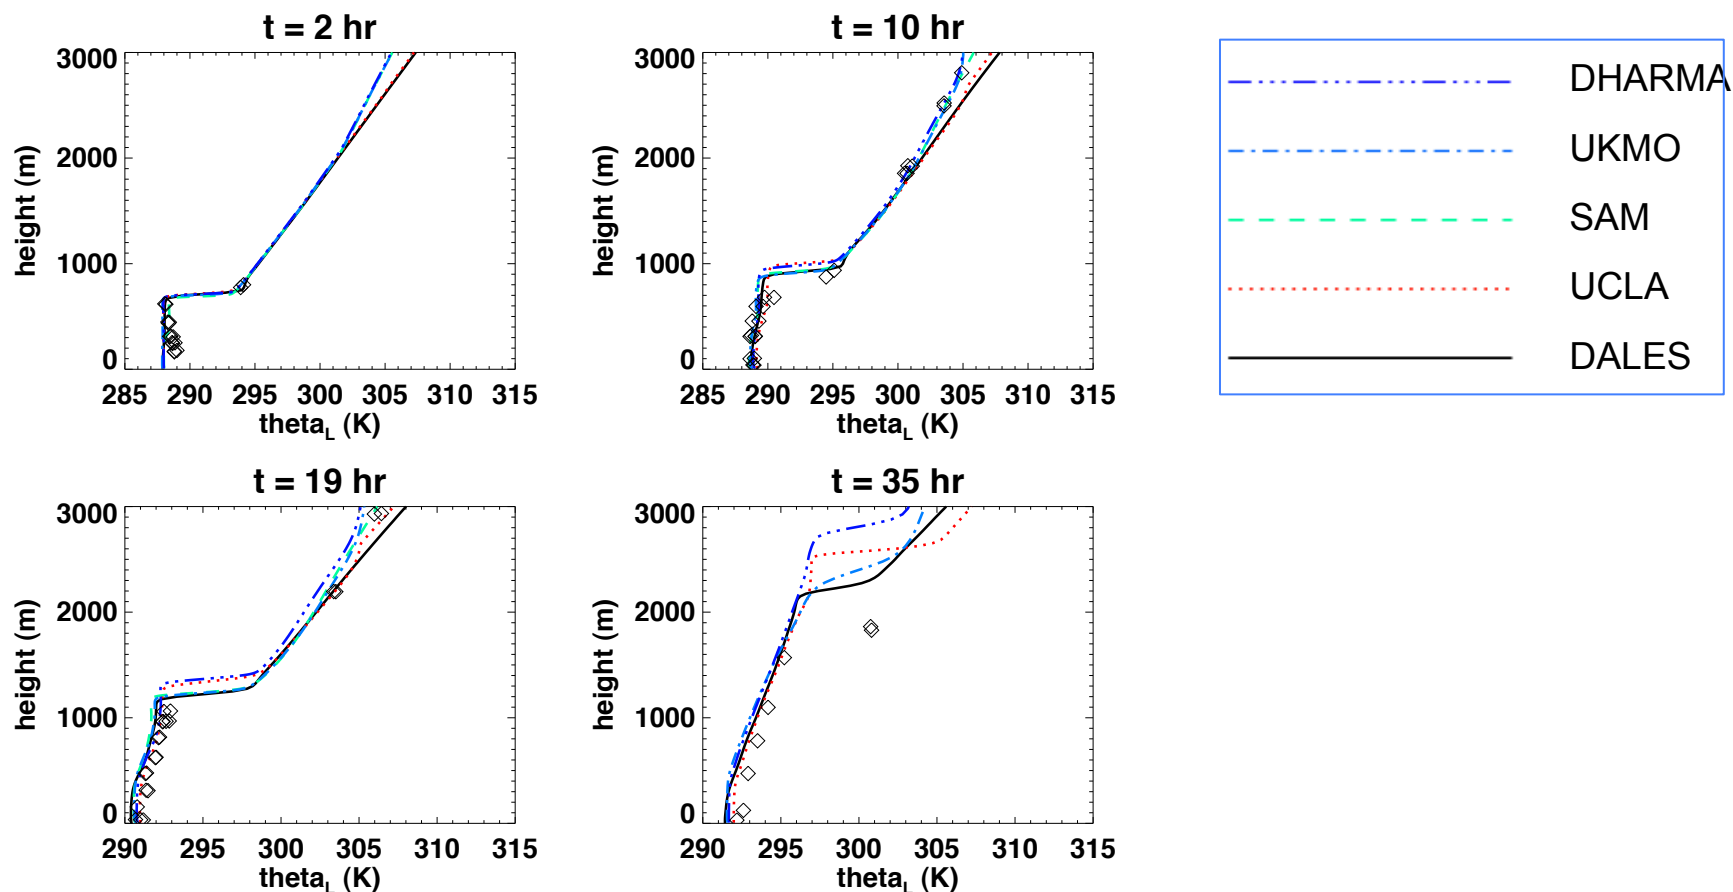 t = 2 hr
3000
2000
1000
0
height (m)
285 290 295 300 305 310 315
theta_L (K)
t = 10 hr
3000
2000
1000
0
height (m)
285 290 295 300 305 310 315
theta_L (K)
DHARMA
UKMO
SAM
UCLA
DALES
t = 19 hr
3000
2000
1000
0
height (m)
290 295 300 305 310 315
theta_L (K)
t = 35 hr
3000
2000
1000
0
height (m)
290 295 300 305 310 315
theta_L (K)